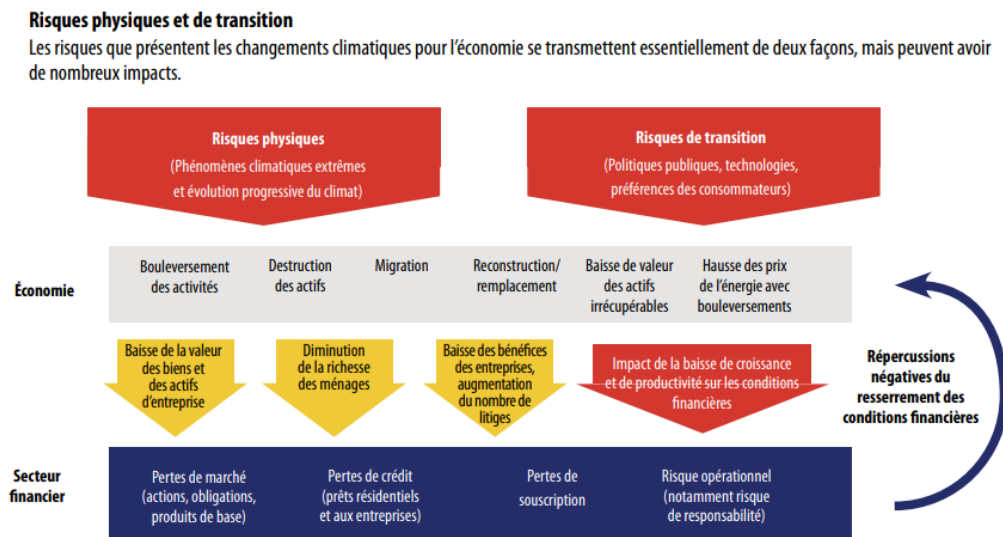 Risques physiques et de transition
Les risques que présentent les changements climatiques pour l’économie se transmettent essentiellement de deux façons, mais peuvent avoir
de nombreux impacts.
Risques physiques
(Phénomènes climatiques extrêmes
et évolution progressive du climat)
Risques de transition
(Politiques publiques, technologies,
préférences des consommateurs)
Économie
Bouleversement
des activités
Destruction
des actifs
Migration
Reconstruction/
remplacement
Baisse de valeur
des actifs
irrécupérables
Hausse des prix
de l’énergie avec
bouleversements
Baisse de la valeur
des biens et
des actifs
d’entreprise
Diminution
de la richesse
des ménages
Baisse des bénéfices
des entreprises,
augmentation
du nombre de
litiges
Impact de la baisse de croissance
et de productivité sur les conditions
financières
Répercussions
négatives du
resserrement des
conditions financières
Secteur
financier
Pertes de marché
(actions, obligations,
produits de base)
Pertes de crédit
(prêts résidentiels
et aux entreprises)
Pertes de
souscription
Risque opérationnel
(notamment risque
de responsabilité)